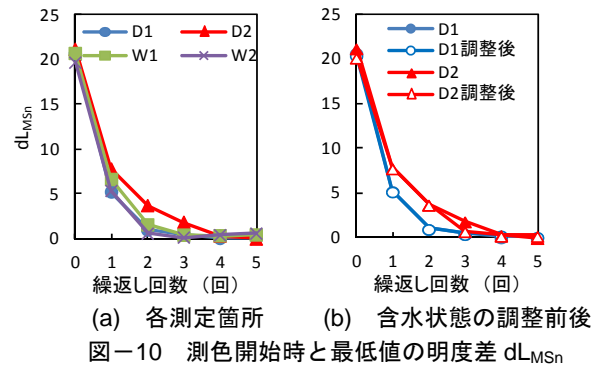 D1 D2
W1 W2
25
20
15
10
5
0
dLMSn
0 1 2 3 4 5
繰返し回数 （回）
(a) 各測定箇所
D1
D1調整後
D2
D2調整後
25
20
15
10
5
0
0 1 2 3 4 5
繰返し回数 （回）
(b) 含水状態の調整前後
図－10 測色開始時と最低値の明度差 dLMSn